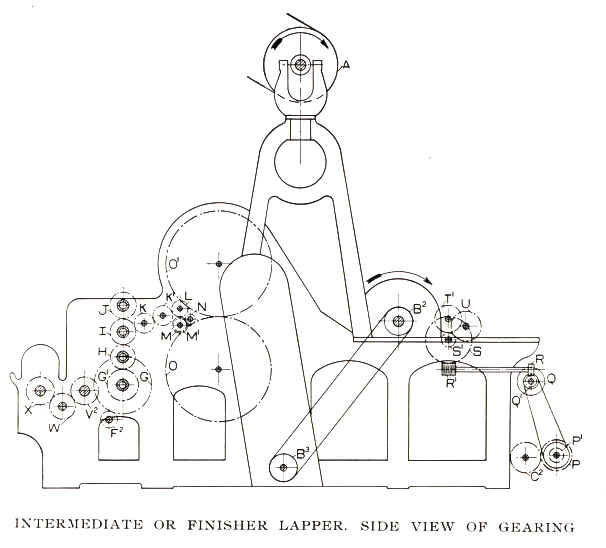 A
O'
K'
L
N
J
K
I
M
M'
H
G'
G
O
X
W
V²
F²
B²
B³
T'
U
S'
S
R'
R
Q
Q'
P'
P
C²
INTERMEDIATE OR FINISHER LAPPER. SIDE VIEW OF GEARING